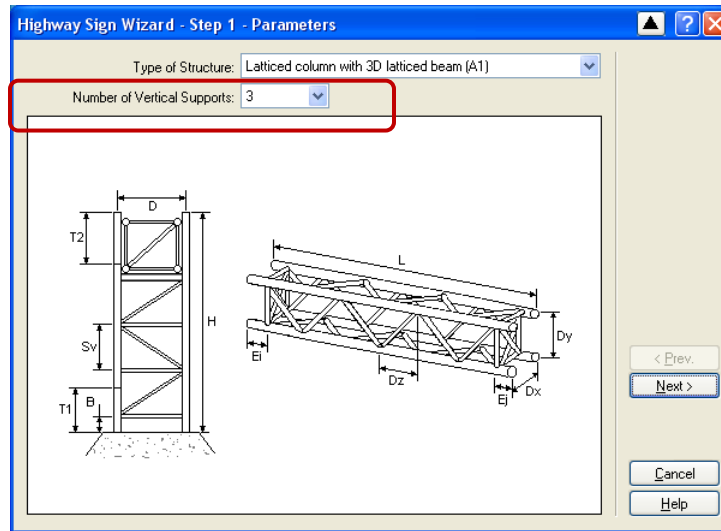 Highway Sign Wizard - Step 1 - Parameters
Type of Structure: Latticed column with 3D latticed beam (A1)
Number of Vertical Supports: 3
D
T2
H
Sv
B
T1
L
Dy
Ei
Dz
Ej
Dx
< Prev.
Next >
Cancel
Help